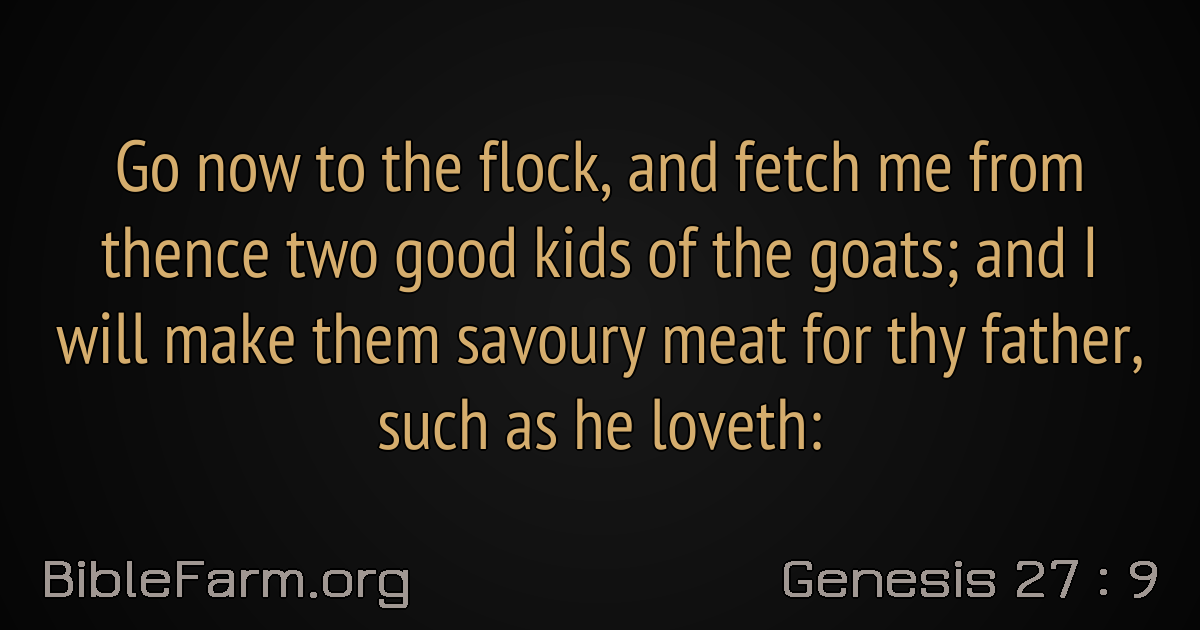 Go now to the flock, and fetch me from
thence two good kids of the goats; and I
will make them savoury meat for thy father,
such as he loveth:
BibleFarm.org
Genesis 27 : 9